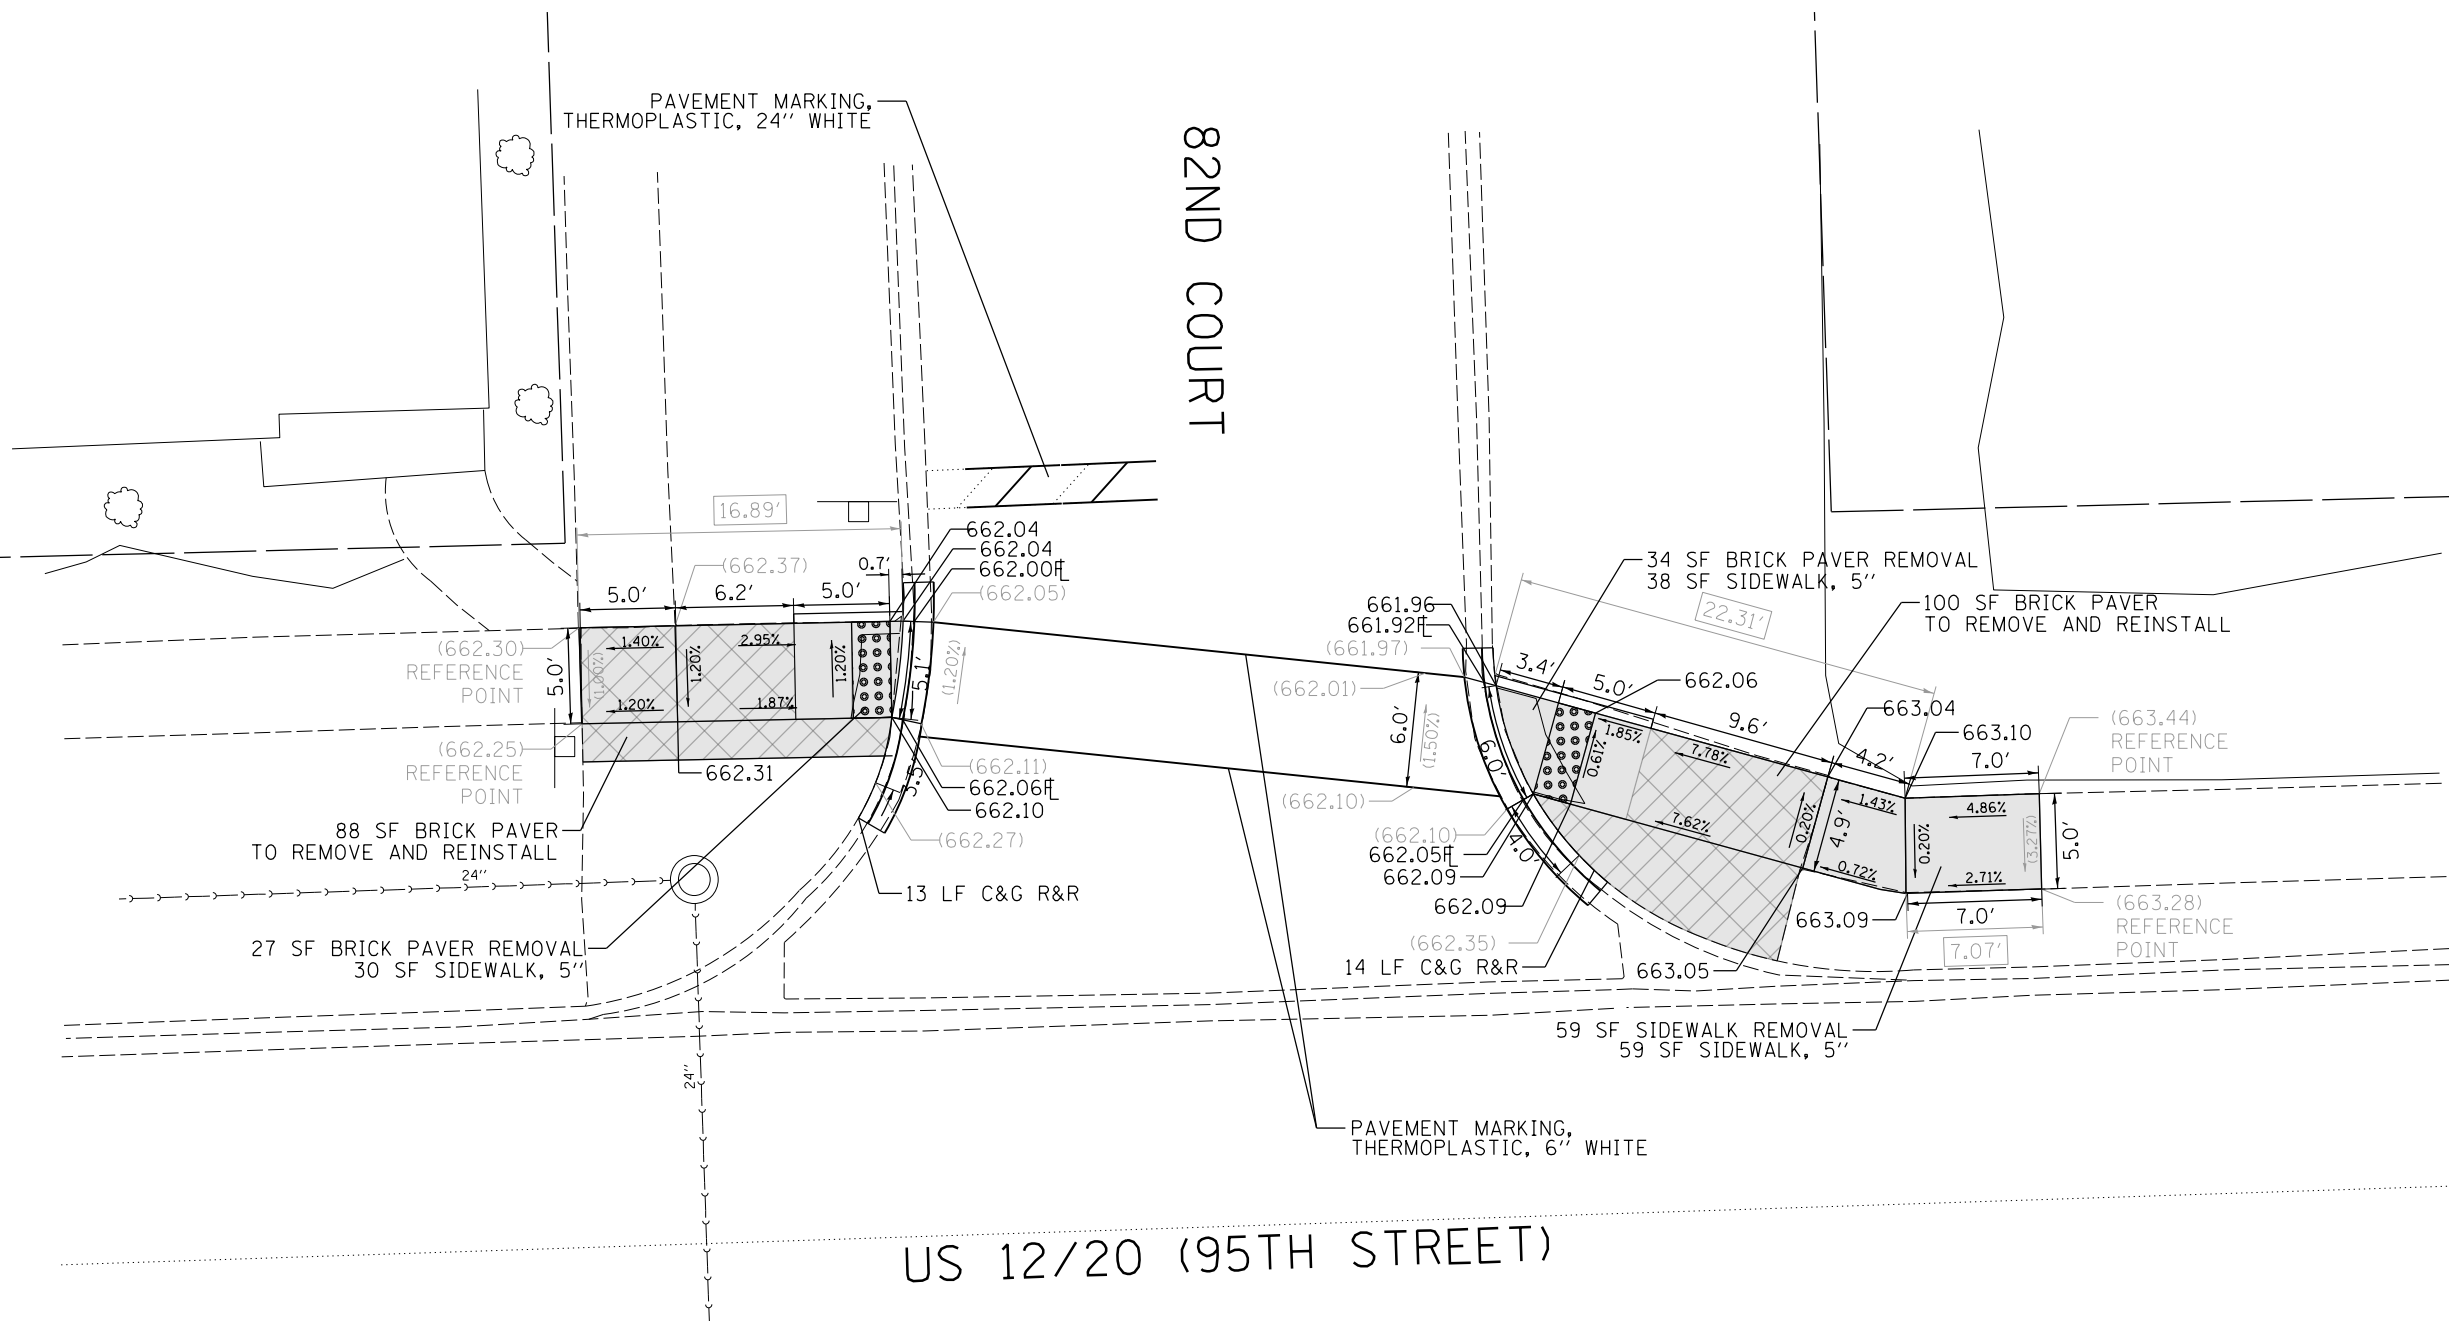 PAVEMENT MARKING,
THERMOPLASTIC, 24'' WHITE
82ND COURT
16.89'
662.04
662.04
662.00 FL
(662.05)
(662.37)
0.7'
5.0'
6.2'
5.0'
(662.30)
REFERENCE
POINT
5.0'
(1.00%)
1.40%
1.20%
1.20%
2.95%
1.87%
1.20%
5.1'
(1.20%)
(662.25)
REFERENCE
POINT
662.31
5.5'
(662.11)
662.06 FL
662.10
(662.27)
88 SF BRICK PAVER
TO REMOVE AND REINSTALL
24''
13 LF C&G R&R
27 SF BRICK PAVER REMOVAL
30 SF SIDEWALK, 5''
24''
34 SF BRICK PAVER REMOVAL
38 SF SIDEWALK, 5''
22.31'
100 SF BRICK PAVER
TO REMOVE AND REINSTALL
661.96
661.92 FL
(661.97)
(662.01)
3.4'
5.0'
662.06
9.6'
663.04
4.2'
663.10
7.0'
(663.44)
REFERENCE
POINT
6.0'
(1.50%)
6.0'
1.85%
0.61%
7.78%
7.62%
0.20%
4.9'
1.43%
0.72%
0.20%
4.86%
2.71%
(3.27%)
5.0'
(662.10)
(662.10)
662.05 FL
662.09
4.0'
662.09
(662.35)
14 LF C&G R&R
663.05
663.09
7.0'
7.07'
(663.28)
REFERENCE
POINT
59 SF SIDEWALK REMOVAL
59 SF SIDEWALK, 5''
PAVEMENT MARKING,
THERMOPLASTIC, 6'' WHITE
US 12/20 (95TH STREET)